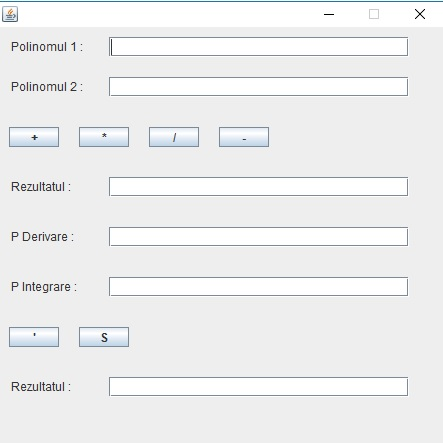 Polinomul 1 :
Polinomul 2 :
+ * / -
Rezultatul :
P Derivare :
P Integrare :
' S
Rezultatul :